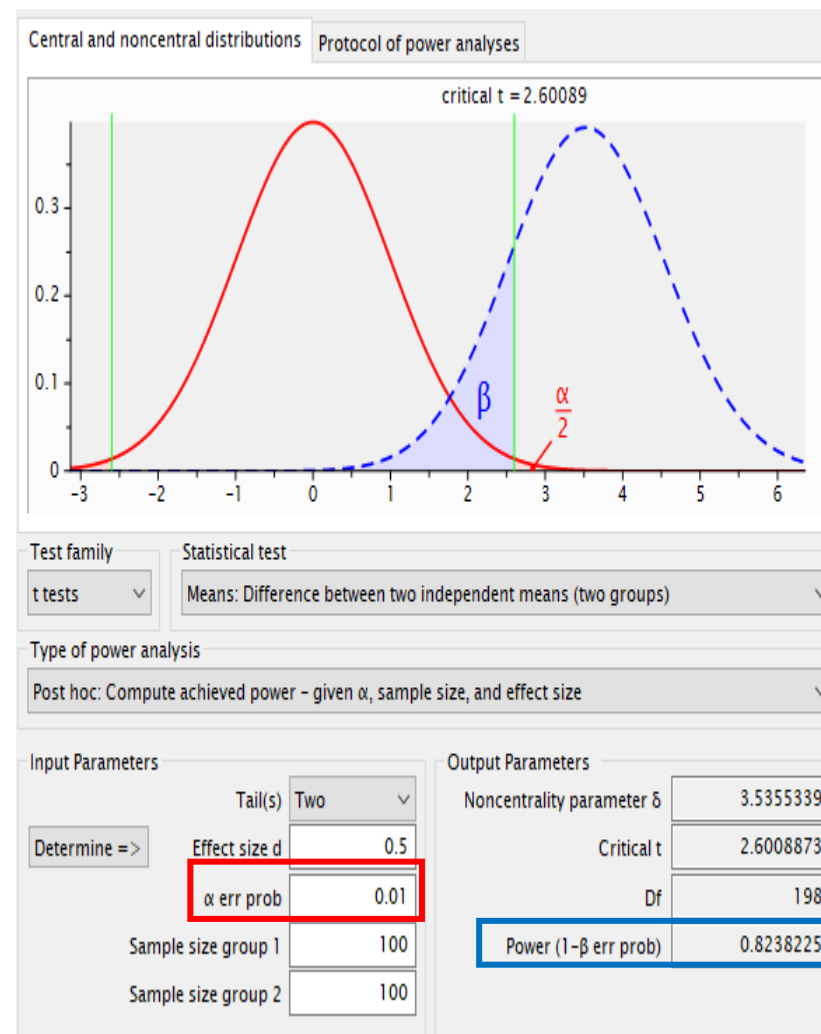 Central and noncentral distributions Protocol of power analyses
critical t = 2.60089
0.3
0.2
0.1
0
β
α
2
-3 -2 -1 0 1 2 3 4 5 6
Test family Statistical test
t tests Means: Difference between two independent means (two groups)
Type of power analysis
Post hoc: Compute achieved power – given α, sample size, and effect size
Input Parameters Output Parameters
Tail(s) Two Noncentrality parameter δ 3.5355339
Determine => Effect size d 0.5 Critical t 2.6008873
α err prob 0.01 Df 198
Sample size group 1 100 Power (1-β err prob) 0.8238225
Sample size group 2 100